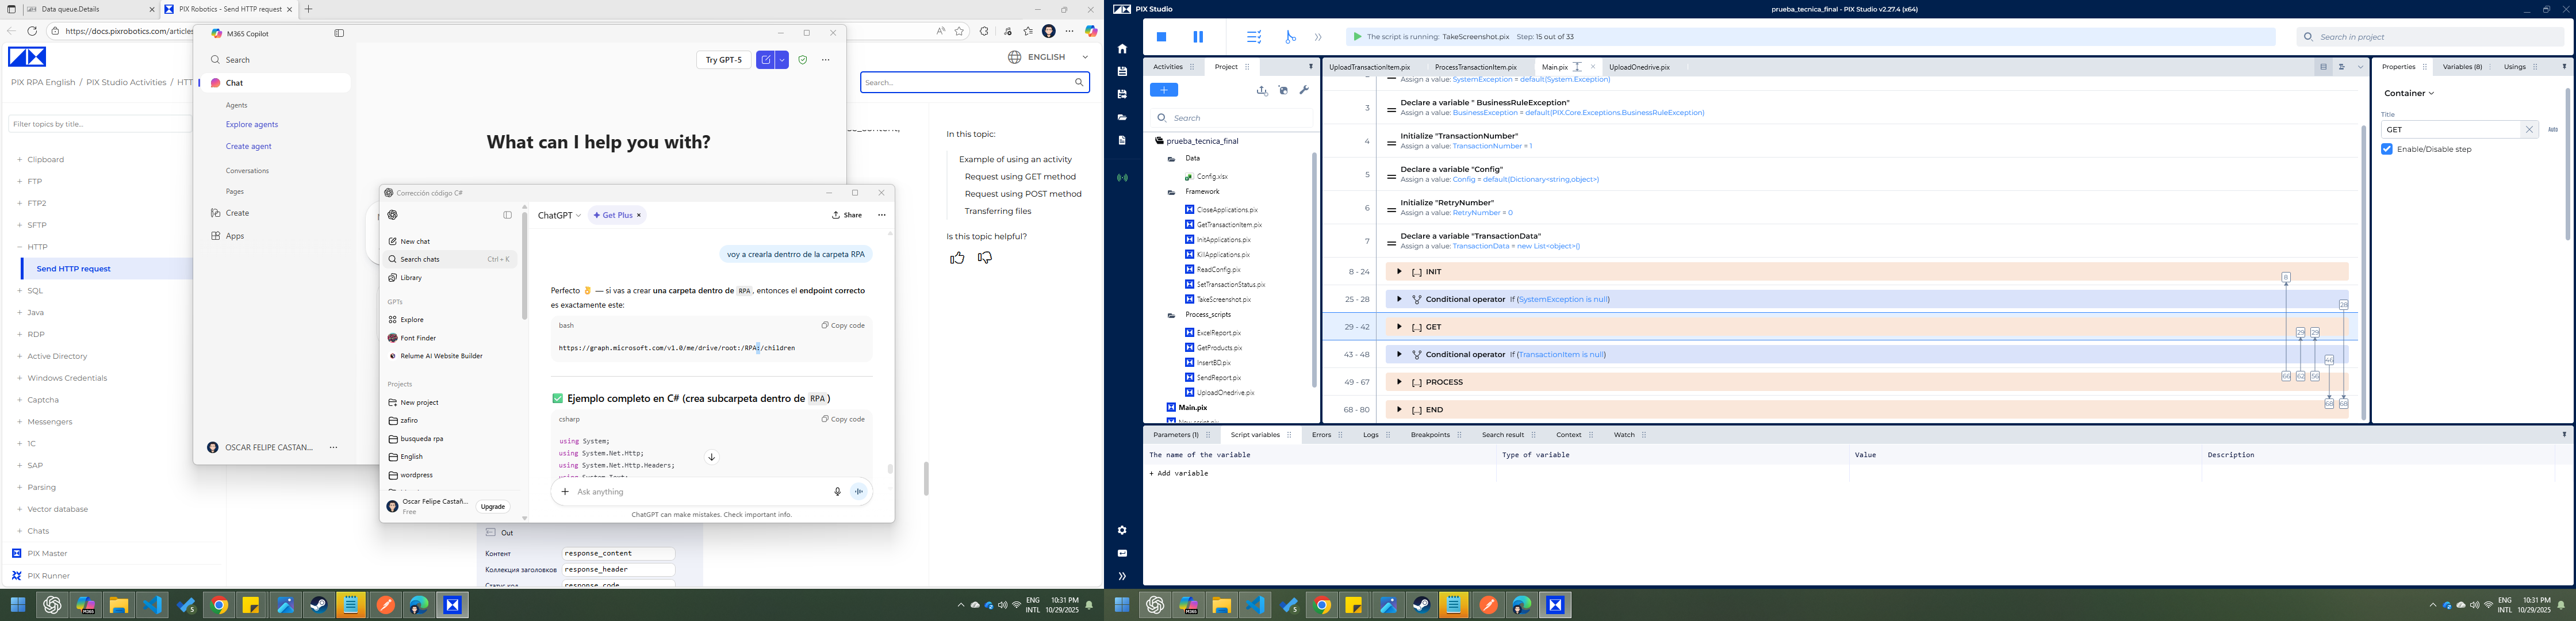 Data queue.Details
PIX Robotics - Send HTTP request
https://docs.pixrobotics.com/articles
ENGLISH
PIX RPA English / PIX Studio Activities / HTT
Search...
Filter topics by title...
Clipboard
FTP
FTP2
SFTP
HTTP
Send HTTP request
SQL
Java
RDP
Active Directory
Windows Credentials
Captcha
Messengers
1C
SAP
Parsing
Vector database
Chats
PIX Master
PIX Runner
In this topic:
Example of using an activity
Request using GET method
Request using POST method
Transferring files
Is this topic helpful?
Out
Контент response_content
Коллекция заголовков response_header
Статус код response_code
M365 Copilot
Search
Chat
Agents
Explore agents
Create agent
Conversations
Pages
Create
Apps
OSCAR FELIPE CASTAN...
Try GPT-5
What can I help you with?
Corrección código C#
ChatGPT
Get Plus
Share
New chat
Search chats Ctrl + K
Library
GPTs
Explore
Font Finder
Relume AI Website Builder
Projects
New project
zafiro
busqueda rpa
English
wordpress
Oscar Felipe Castañ...
Free
Upgrade
voy a crearla dentrro de la carpeta RPA
Perfecto ✌️ — si vas a crear una carpeta dentro de RPA, entonces el endpoint correcto
es exactamente este:
bash
Copy code
https://graph.microsoft.com/v1.0/me/drive/root:/RPA:/children
✅ Ejemplo completo en C# (crea subcarpeta dentro de RPA)
csharp
Copy code
using System;
using System.Net.Http;
using System.Net.Http.Headers;
using System.Text;
Ask anything
ChatGPT can make mistakes. Check important info.
ENG
INTL
10:31 PM
10/29/2025
PIX Studio
prueba_tecnica_final - PIX Studio v2.27.4 (x64)
The script is running: TakeScreenshot.pix Step: 15 out of 33
Search in project
Activities
Project
Search
prueba_tecnica_final
Data
Config.xlsx
Framework
CloseApplications.pix
GetTransactionItem.pix
InitApplications.pix
KillApplications.pix
ReadConfig.pix
SetTransactionStatus.pix
TakeScreenshot.pix
Process_scripts
ExcelReport.pix
GetProducts.pix
InsertBD.pix
SendReport.pix
UploadOnedrive.pix
Main.pix
UploadTransactionItem.pix
ProcessTransactionItem.pix
Main.pix
UploadOnedrive.pix
Assign a value: SystemException = default(System.Exception)
3 Declare a variable " BusinessRuleException"
Assign a value: BusinessException = default(PIX.Core.Exceptions.BusinessRuleException)
4 Initialize "TransactionNumber"
Assign a value: TransactionNumber = 1
5 Declare a variable "Config"
Assign a value: Config = default(Dictionary<string,object>)
6 Initialize "RetryNumber"
Assign a value: RetryNumber = 0
7 Declare a variable "TransactionData"
Assign a value: TransactionData = new List<object>()
8 - 24 [...] INIT
25 - 28 Conditional operator If (SystemException is null)
29 - 42 [...] GET
43 - 48 Conditional operator If (TransactionItem is null)
49 - 67 [...] PROCESS
68 - 80 [...] END
8
28
29 29
46
66 62 56
68 68
Properties
Variables (8)
Usings
Container
Title
GET
Auto
Enable/Disable step
Parameters (1)
Script variables
Errors
Logs
Breakpoints
Search result
Context
Watch
The name of the variable
Type of variable
Value
Description
+ Add variable
ENG
INTL
10:31 PM
10/29/2025